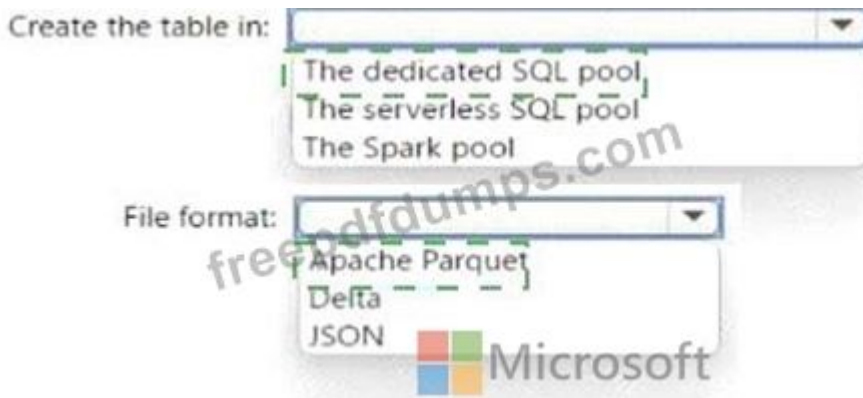 Create the table in:
The dedicated SQL pool
The serverless SQL pool
The Spark pool
File format:
Apache Parquet
Delta
JSON
freepdfdumps.com
Microsoft